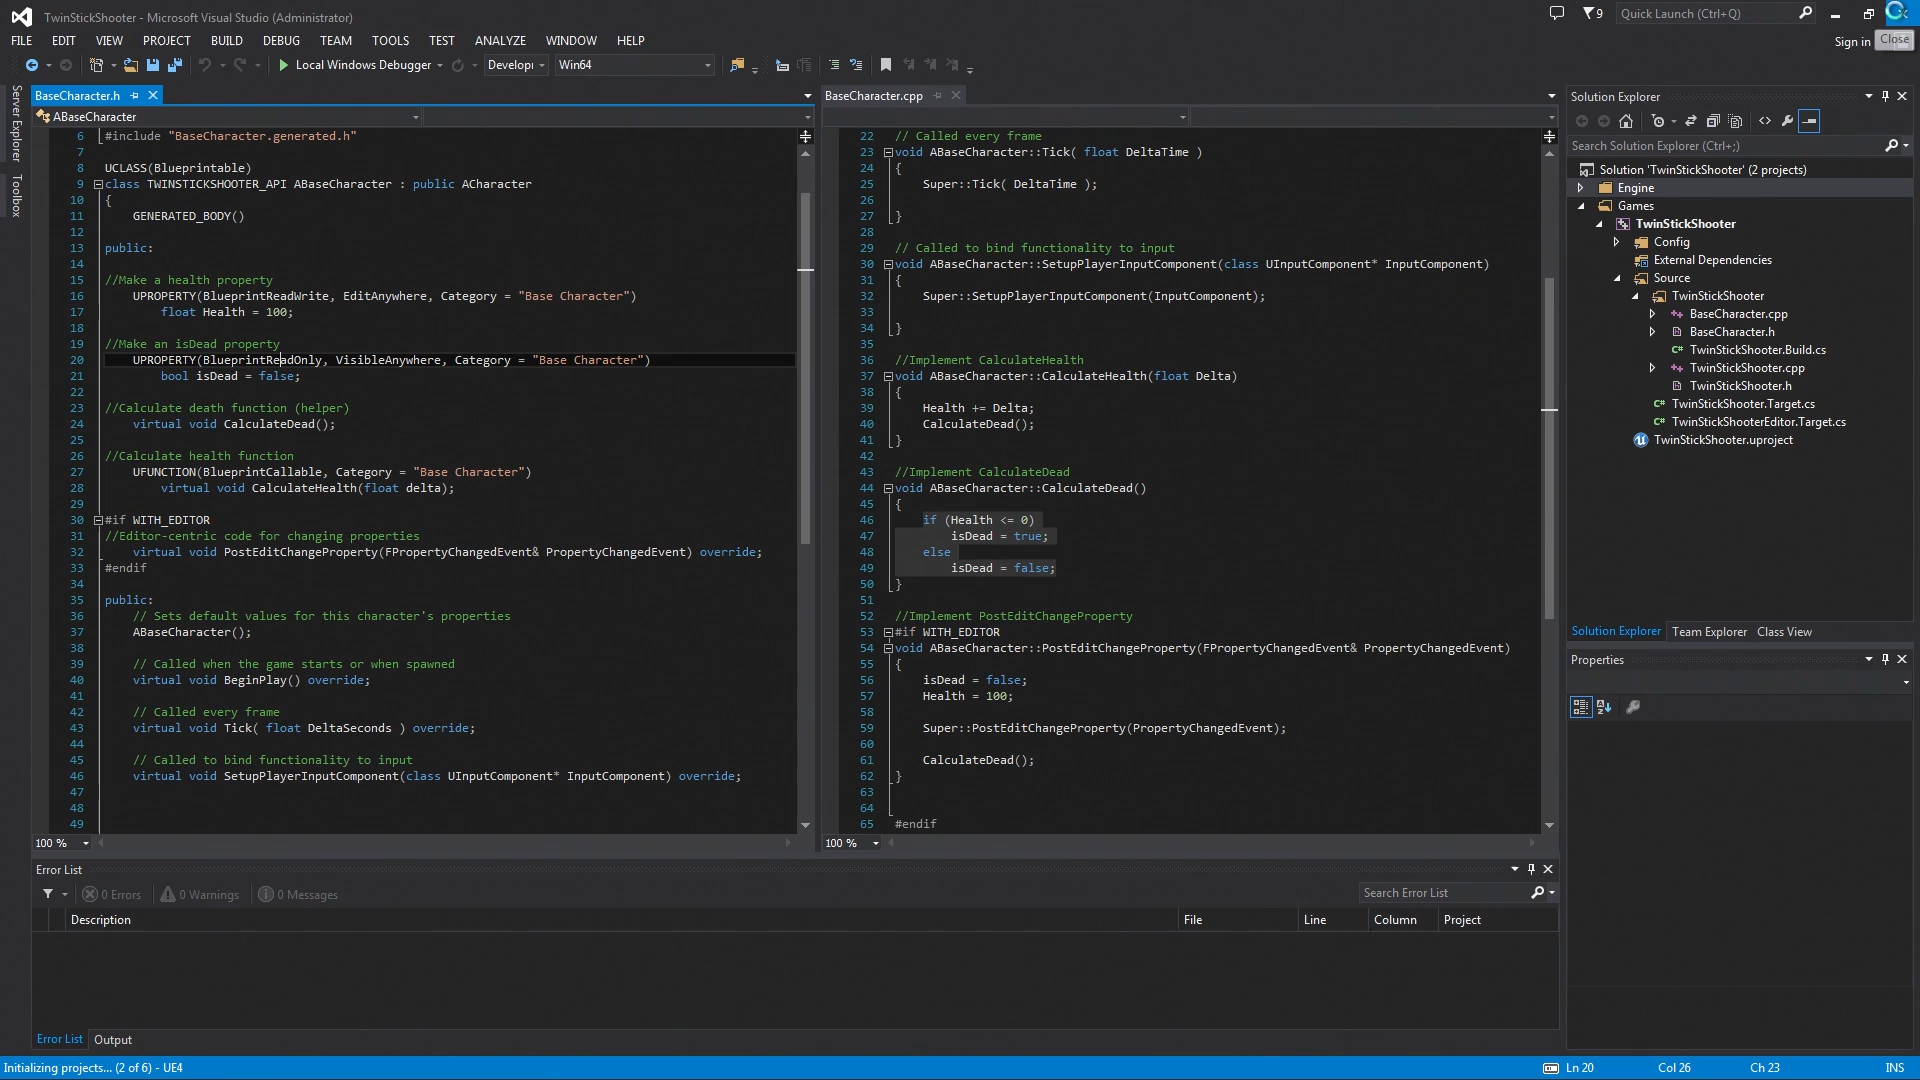 TwinStickShooter - Microsoft Visual Studio (Administrator)
9
Quick Launch (Ctrl+Q)
FILE EDIT VIEW PROJECT BUILD DEBUG TEAM TOOLS TEST ANALYZE WINDOW HELP
Sign in
Close
Local Windows Debugger
Develop
Win64
Server Explorer
Toolbox
BaseCharacter.h
ABaseCharacter
6 #include "BaseCharacter.generated.h"
7
8 UCLASS(Blueprintable)
9 class TWINSTICKSHOOTER_API ABaseCharacter : public ACharacter
10 {
11 GENERATED_BODY()
12
13 public:
14
15 //Make a health property
16 UPROPERTY(BlueprintReadWrite, EditAnywhere, Category = "Base Character")
17 float Health = 100;
18
19 //Make an isDead property
20 UPROPERTY(BlueprintReadOnly, VisibleAnywhere, Category = "Base Character")
21 bool isDead = false;
22
23 //Calculate death function (helper)
24 virtual void CalculateDead();
25
26 //Calculate health function
27 UFUNCTION(BlueprintCallable, Category = "Base Character")
28 virtual void CalculateHealth(float delta);
29
30 #if WITH_EDITOR
31 //Editor-centric code for changing properties
32 virtual void PostEditChangeProperty(FPropertyChangedEvent& PropertyChangedEvent) override;
33 #endif
34
35 public:
36 // Sets default values for this character's properties
37 ABaseCharacter();
38
39 // Called when the game starts or when spawned
40 virtual void BeginPlay() override;
41
42 // Called every frame
43 virtual void Tick( float DeltaSeconds ) override;
44
45 // Called to bind functionality to input
46 virtual void SetupPlayerInputComponent(class UInputComponent* InputComponent) override;
47
48
49
100 %
BaseCharacter.cpp
22 // Called every frame
23 void ABaseCharacter::Tick( float DeltaTime )
24 {
25 Super::Tick( DeltaTime );
26
27 }
28
29 // Called to bind functionality to input
30 void ABaseCharacter::SetupPlayerInputComponent(class UInputComponent* InputComponent)
31 {
32 Super::SetupPlayerInputComponent(InputComponent);
33
34 }
35
36 //Implement CalculateHealth
37 void ABaseCharacter::CalculateHealth(float Delta)
38 {
39 Health += Delta;
40 CalculateDead();
41 }
42
43 //Implement CalculateDead
44 void ABaseCharacter::CalculateDead()
45 {
46 if (Health <= 0)
47 isDead = true;
48 else
49 isDead = false;
50 }
51
52 //Implement PostEditChangeProperty
53 #if WITH_EDITOR
54 void ABaseCharacter::PostEditChangeProperty(FPropertyChangedEvent& PropertyChangedEvent)
55 {
56 isDead = false;
57 Health = 100;
58
59 Super::PostEditChangeProperty(PropertyChangedEvent);
60
61 CalculateDead();
62 }
63
64
65 #endif
100 %
Solution Explorer
Search Solution Explorer (Ctrl+;)
Solution 'TwinStickShooter' (2 projects)
Engine
Games
TwinStickShooter
Config
External Dependencies
Source
TwinStickShooter
BaseCharacter.cpp
BaseCharacter.h
TwinStickShooter.Build.cs
TwinStickShooter.cpp
TwinStickShooter.h
TwinStickShooter.Target.cs
TwinStickShooterEditor.Target.cs
TwinStickShooter.uproject
Solution Explorer Team Explorer Class View
Properties
Error List
0 Errors 0 Warnings 0 Messages
Search Error List
Description File Line Column Project
Error List Output
Initializing projects... (2 of 6) - UE4
Ln 20 Col 26 Ch 23 INS